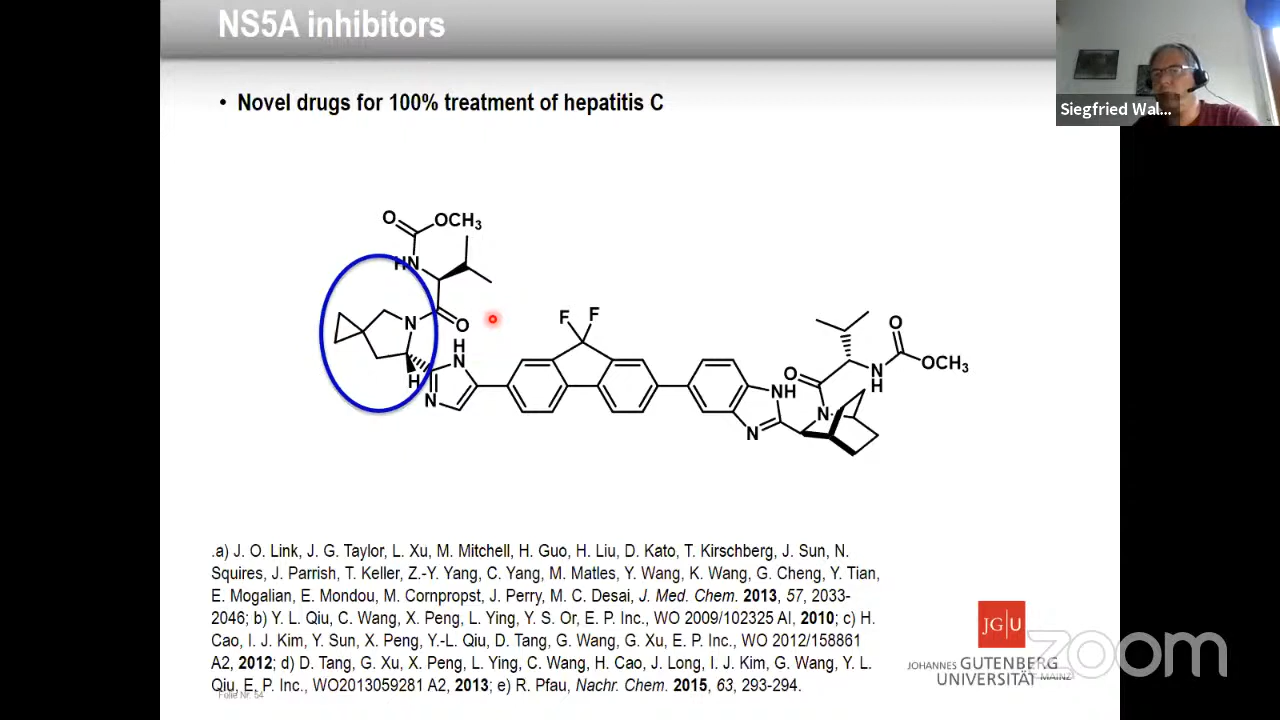 NS5A inhibitors
• Novel drugs for 100% treatment of hepatitis C
Siegfried Wal...
O
OCH3
HN
N
O
H
H
N
N
F
F
NH
N
O
N
O
N
H
OCH3
.a) J. O. Link, J. G. Taylor, L. Xu, M. Mitchell, H. Guo, H. Liu, D. Kato, T. Kirschberg, J. Sun, N.
Squires, J. Parrish, T. Keller, Z.-Y. Yang, C. Yang, M. Matles, Y. Wang, K. Wang, G. Cheng, Y. Tian,
E. Mogalian, E. Mondou, M. Cornpropst, J. Perry, M. C. Desai, J. Med. Chem. 2013, 57, 2033-
2046; b) Y. L. Qiu, C. Wang, X. Peng, L. Ying, Y. S. Or, E. P. Inc., WO 2009/102325 AI, 2010; c) H.
Cao, I. J. Kim, Y. Sun, X. Peng, Y.-L. Qiu, D. Tang, G. Wang, G. Xu, E. P. Inc., WO 2012/158861
A2, 2012; d) D. Tang, G. Xu, X. Peng, L. Ying, C. Wang, H. Cao, J. Long, I. J. Kim, G. Wang, Y. L.
Qiu, E. P. Inc., WO2013059281 A2, 2013; e) R. Pfau, Nachr. Chem. 2015, 63, 293-294.
Folie Nr. 54
JG|U
JOHANNES GUTENBERG
UNIVERSITÄT MAINZ
zoom